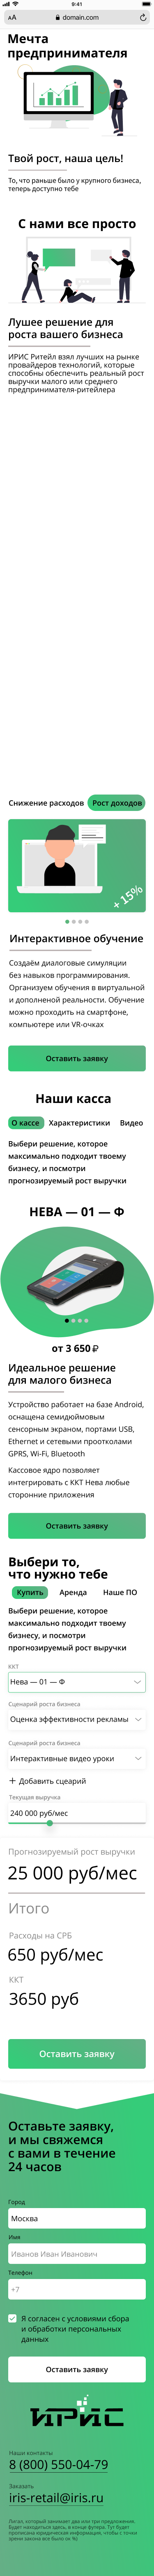 9:41
AA domain.com
Мечта
предпринимателя
Твой рост, наша цель!
То, что раньше было у крупного бизнеса,
теперь доступно тебе
С нами все просто
Лушее решение для
роста вашего бизнеса
ИРИС Ритейл взял лучших на рынке
провайдеров технологий, которые
способны обеспечить реальный рост
выручки малого или среднего
предпринимателя-ритейлера
Снижение расходов Рост доходов
+ 15%
Интерактивное обучение
Создаём диалоговые симуляции
без навыков программирования.
Организуем обучения в виртуальной
и дополненой реальности. Обучение
можно проходить на смартфоне,
компьютере или VR-очках
Оставить заявку
Наши касса
О кассе Характеристики Видео
Выбери решение, которое
максимально подходит твоему
бизнесу, и посмотри
прогнозируемый рост выручки
НЕВА — 01 — Ф
от 3 650 ₽
Идеальное решение
для малого бизнеса
Устройство работает на базе Android,
оснащена семидюймовым
сенсорным экраном, портами USB,
Ethernet и сетевыми проотколами
GPRS, Wi-Fi, Bluetooth
Кассовое ядро позволяет
интегрировать с ККТ Нева любые
сторонние приложения
Оставить заявку
Выбери то,
что нужно тебе
Купить Аренда Наше ПО
Выбери решение, которое
максимально подходит твоему
бизнесу, и посмотри
прогнозируемый рост выручки
ККТ
Нева — 01 — Ф
Сценарий роста бизнеса
Оценка эффективности рекламы
Сценарий роста бизнеса
Интерактивные видео уроки
+ Добавить сцеарий
Текущая выручка
240 000 руб/мес
Прогнозируемый рост выручки
25 000 руб/мес
Итого
Расходы на СРБ
650 руб/мес
ККТ
3650 руб
Оставить заявку
Оставьте заявку,
и мы свяжемся
с вами в течение
24 часов
Город
Москва
Имя
Иванов Иван Иванович
Телефон
+7
Я согласен с условиями сбора
и обработки персональных
данных
Оставить заявку
ИРИС
Наши контакты
8 (800) 550-04-79
Заказать
iris-retail@iris.ru